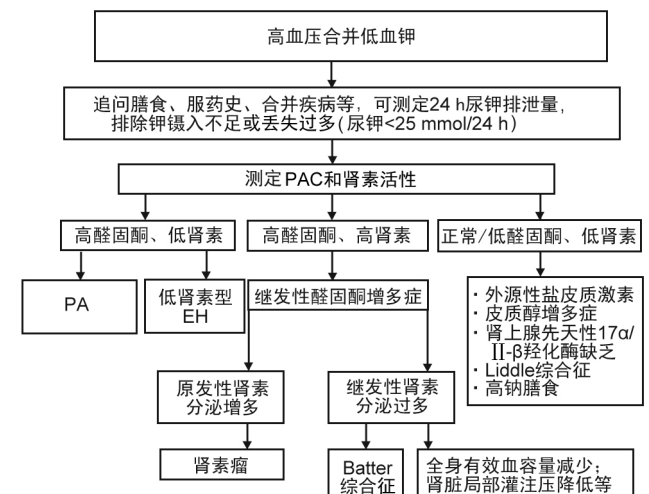 高血压合并低血钾
追问膳食、服药史、合并疾病等，可测定24 h尿钾排泄量，
排除钾镊入不足或丢失过多(尿钾<25 mmol/24 h)
测定PAC和肾素活性
高醛固酮、低肾素
高醛固酮、高肾素
正常/低醛固酮、低肾素
PA
低肾素型
EH
继发性醛固酮增多症
· 外源性盐皮质激素
· 皮质醇增多症
· 肾上腺先天性17α/
II-β羟化酶缺乏
· Liddle综合征
· 高钠膳食
原发性肾素
分泌增多
继发性肾素
分泌过多
肾素瘤
Batter
综合征
全身有效血容量减少；
肾脏局部灌注压降低等